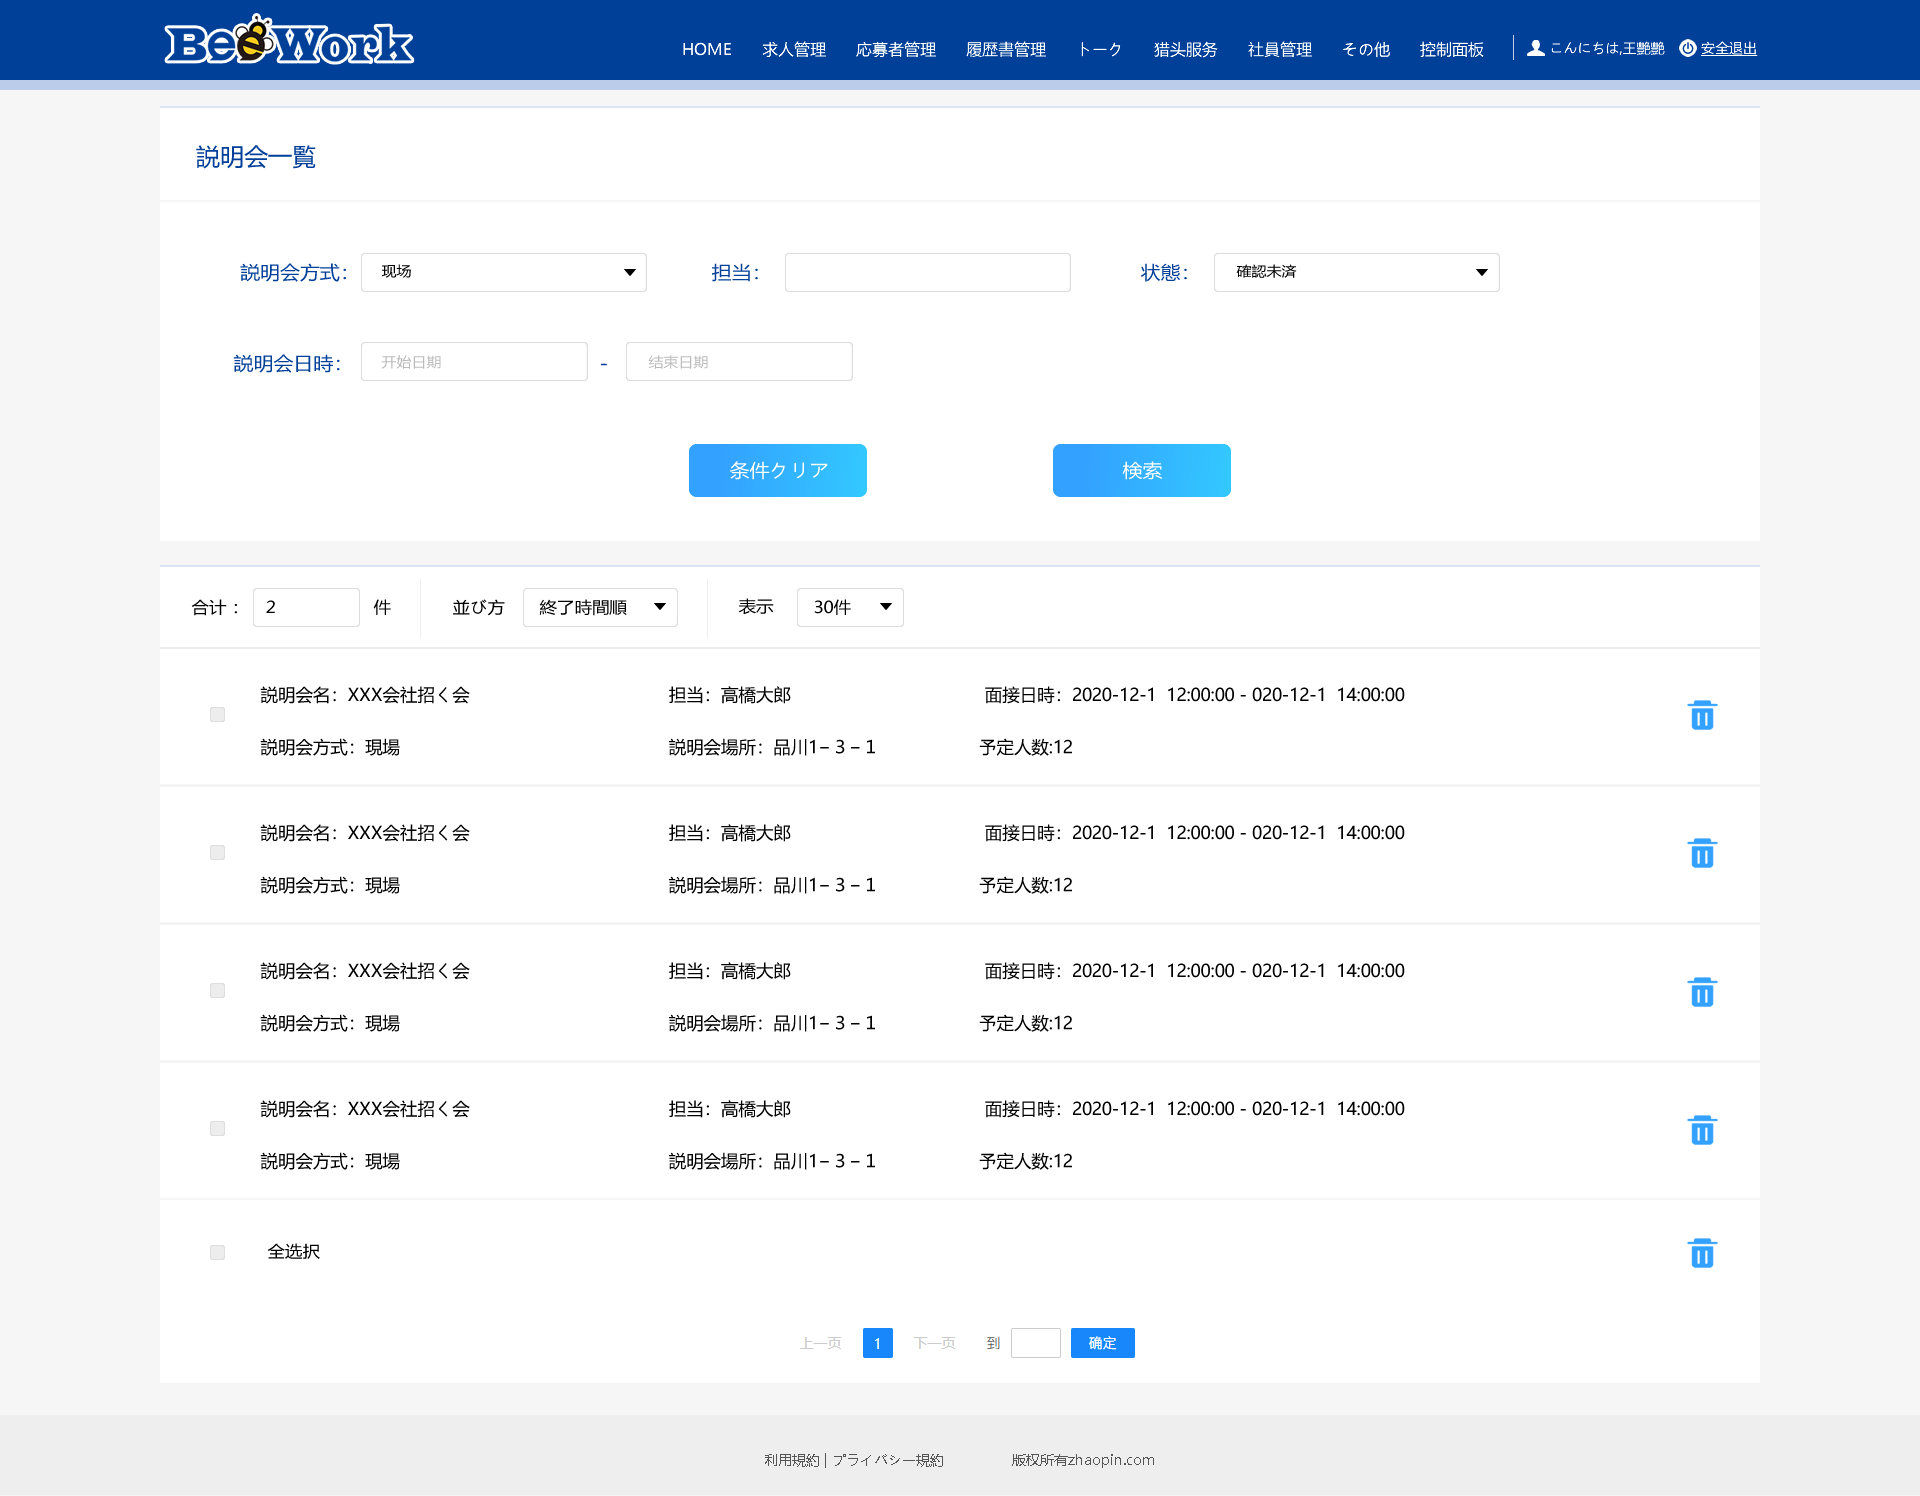 BeeWork
HOME 求人管理 応募者管理 履歴書管理 トーク 猎头服务 社員管理 その他 控制面板 こんにちは,王艷艷 安全退出
説明会一覧
説明会方式： 现场 担当： 状態： 確認未済
説明会日時： 开始日期 - 结束日期
条件クリア 検索
合计： 2 件 並び方 終了時間順 表示 30件
説明会名：XXX会社招く会 担当：高橋大郎 面接日時：2020-12-1 12:00:00 - 020-12-1 14:00:00
説明会方式：現場 説明会場所：品川1− 3 − 1 予定人数:12
説明会名：XXX会社招く会 担当：高橋大郎 面接日時：2020-12-1 12:00:00 - 020-12-1 14:00:00
説明会方式：現場 説明会場所：品川1− 3 − 1 予定人数:12
説明会名：XXX会社招く会 担当：高橋大郎 面接日時：2020-12-1 12:00:00 - 020-12-1 14:00:00
説明会方式：現場 説明会場所：品川1− 3 − 1 予定人数:12
説明会名：XXX会社招く会 担当：高橋大郎 面接日時：2020-12-1 12:00:00 - 020-12-1 14:00:00
説明会方式：現場 説明会場所：品川1− 3 − 1 予定人数:12
全选択
上一页 1 下一页 到 确定
利用規約 | プライバシー規約 版权所有zhaopin.com